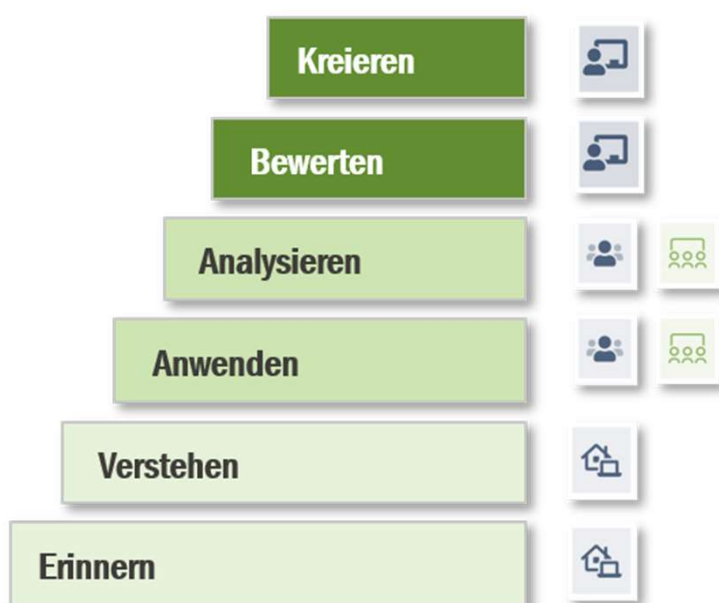 Kreieren
Bewerten
Analysieren
Anwenden
Verstehen
Erinnern